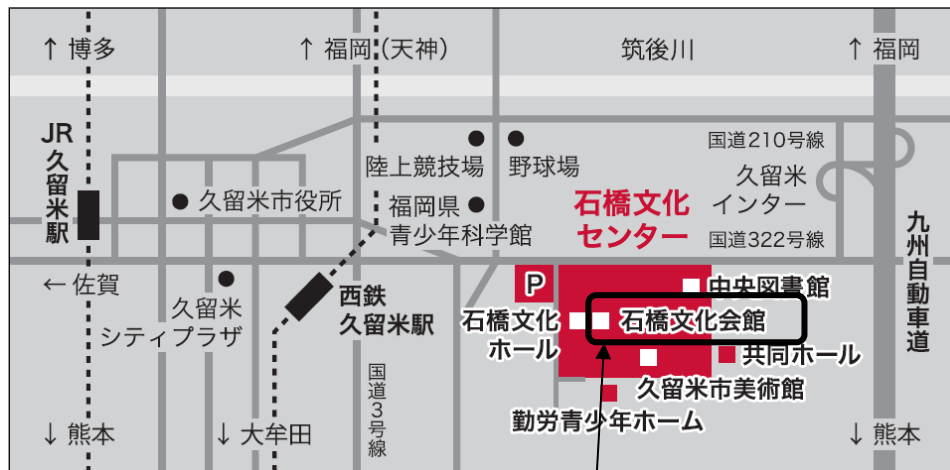 ↑ 博多
↑ 福岡（天神）
筑後川
↑ 福岡
JR
久留米駅
陸上競技場
野球場
国道210号線
久留米
インター
久留米市役所
福岡県
青少年科学館
石橋文化
センター
国道322号線
九州自動車道
← 佐賀
久留米
シティプラザ
西鉄
久留米駅
P
中央図書館
石橋文化
ホール
石橋文化会館
共同ホール
国道3号線
久留米市美術館
勤労青少年ホーム
↓ 熊本
↓ 大牟田
↓ 熊本